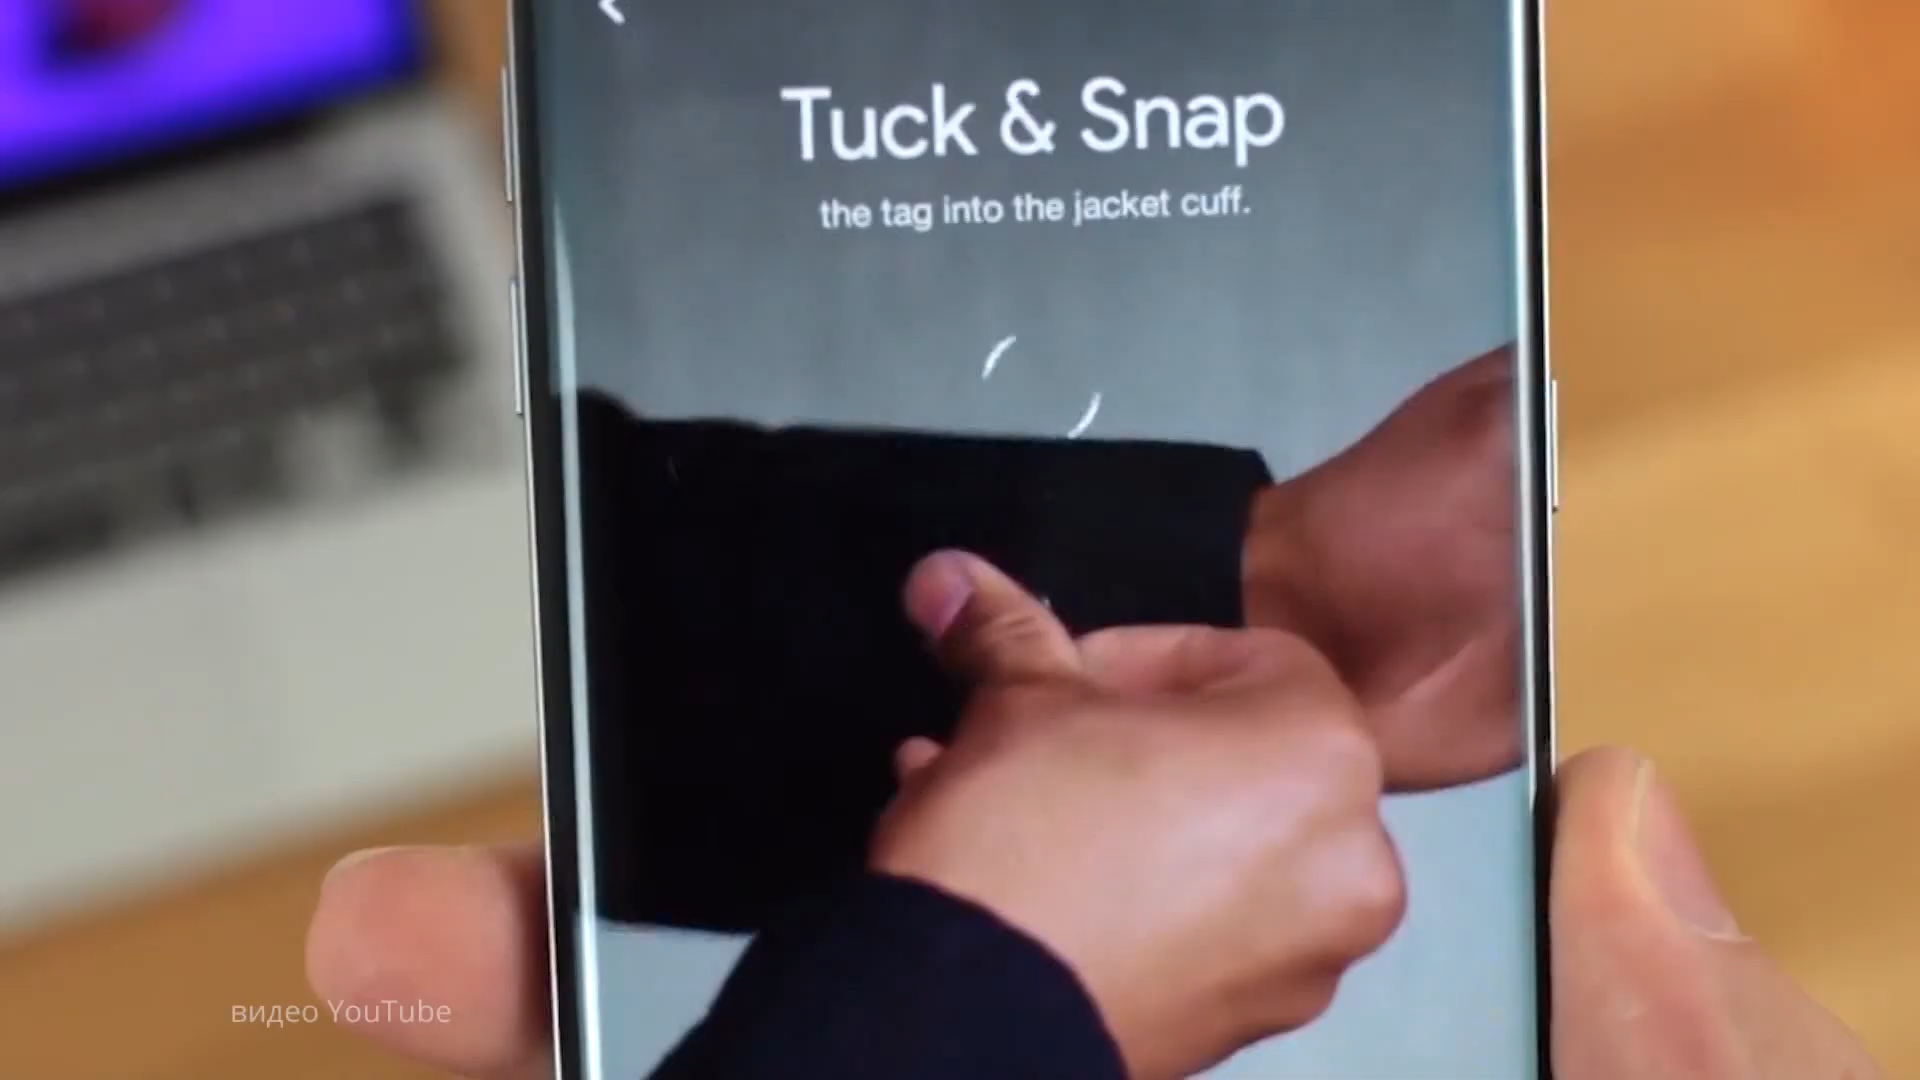 Tuck & Snap
the tag into the jacket cuff.
видео YouTube